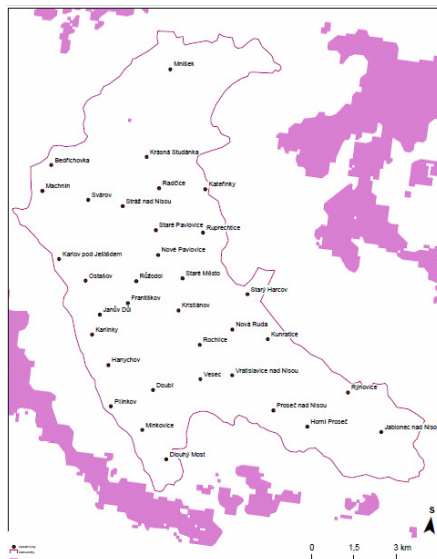 Mníšek
Krásná Studánka
Bedřichovka
Radčice
Kateřinky
Machnín
Svárov
Stráž nad Nisou
Staré Pavlovice
Ruprechtice
Nové Pavlovice
Karlov pod Ještědem
Ostašov
Růžodol
Staré Město
Starý Harcov
Františkov
Janův Důl
Kristiánov
Nová Ruda
Karlinky
Kunratice
Rochlice
Hanychov
Vesec
Vratislavice nad Nisou
Doubí
Rýnovice
Pilínkov
Proseč nad Nisou
Horní Proseč
Minkovice
Jablonec nad Niso
Dlouhý Most
S
0 1,5 3 km